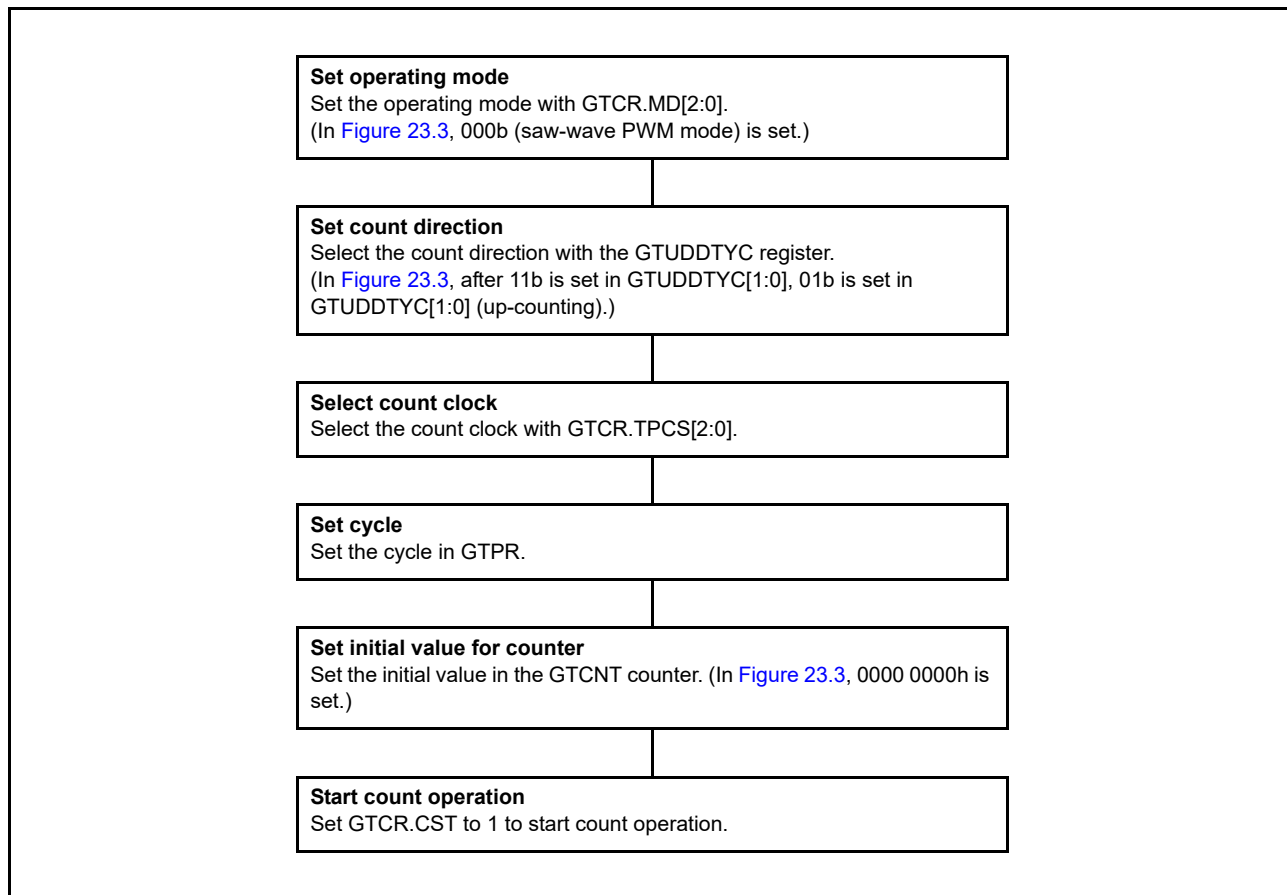 Set operating mode
Set the operating mode with GTCR.MD[2:0].
(In Figure 23.3, 000b (saw-wave PWM mode) is set.)
Set count direction
Select the count direction with the GTUDDTYC register.
(In Figure 23.3, after 11b is set in GTUDDTYC[1:0], 01b is set in
GTUDDTYC[1:0] (up-counting).)
Select count clock
Select the count clock with GTCR.TPCS[2:0].
Set cycle
Set the cycle in GTPR.
Set initial value for counter
Set the initial value in the GTCNT counter. (In Figure 23.3, 0000 0000h is
set.)
Start count operation
Set GTCR.CST to 1 to start count operation.